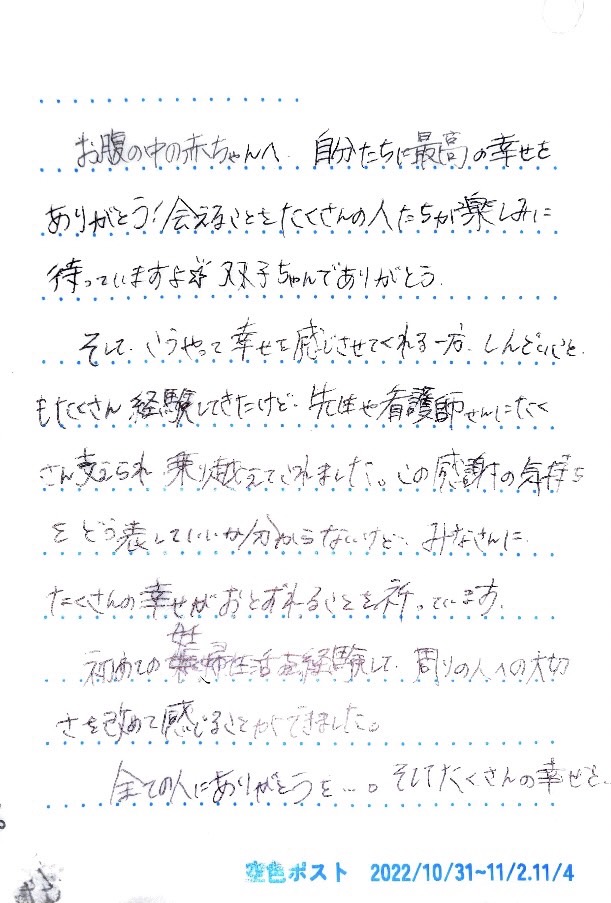 お腹の中の赤ちゃんへ 自分たちに最高の幸せを
ありがとう!会えることをたくさんの人たちが楽しみに
待っていますよ 双子ちゃんでありがとう.
そして、こうやって幸せを感じさせてくれる一方、しんどいこと
もたくさん経験してきたけど、先生や看護師さんにたく
さん支えられ 乗り越えてこれました。この感謝の気持ち
をどう表していいか分からないけど、みなさんに
たくさんの幸せがおとずれることを祈っています.
初めての妊婦生活を経験して、周りの人への大切
さを改めて感じることができました。
全ての人にありがとうを…。そしてたくさんの幸せを…
空色ポスト 2022/10/31~11/2.11/4